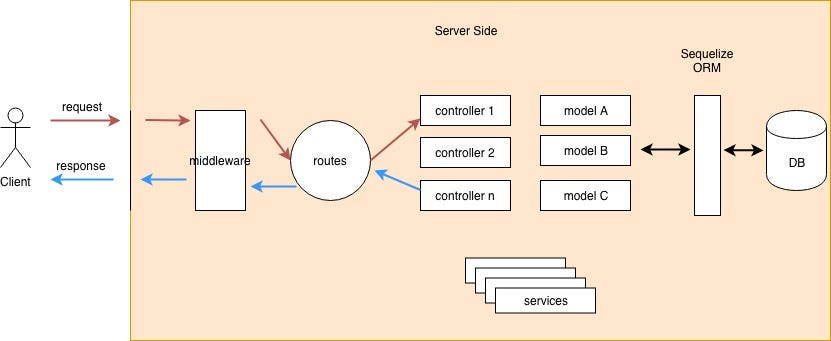 Server Side
Sequelize
ORM
request
response
Client
middleware
routes
controller 1
controller 2
controller n
model A
model B
model C
DB
services